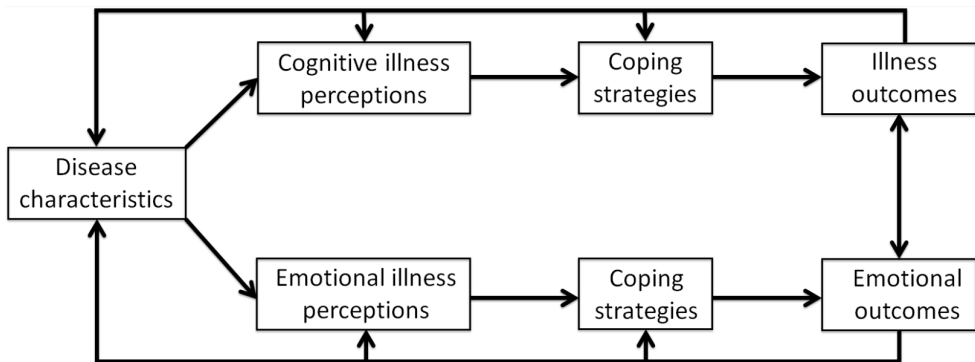 Cognitive illness
perceptions
Coping
strategies
Illness
outcomes
Disease
characteristics
Emotional illness
perceptions
Coping
strategies
Emotional
outcomes